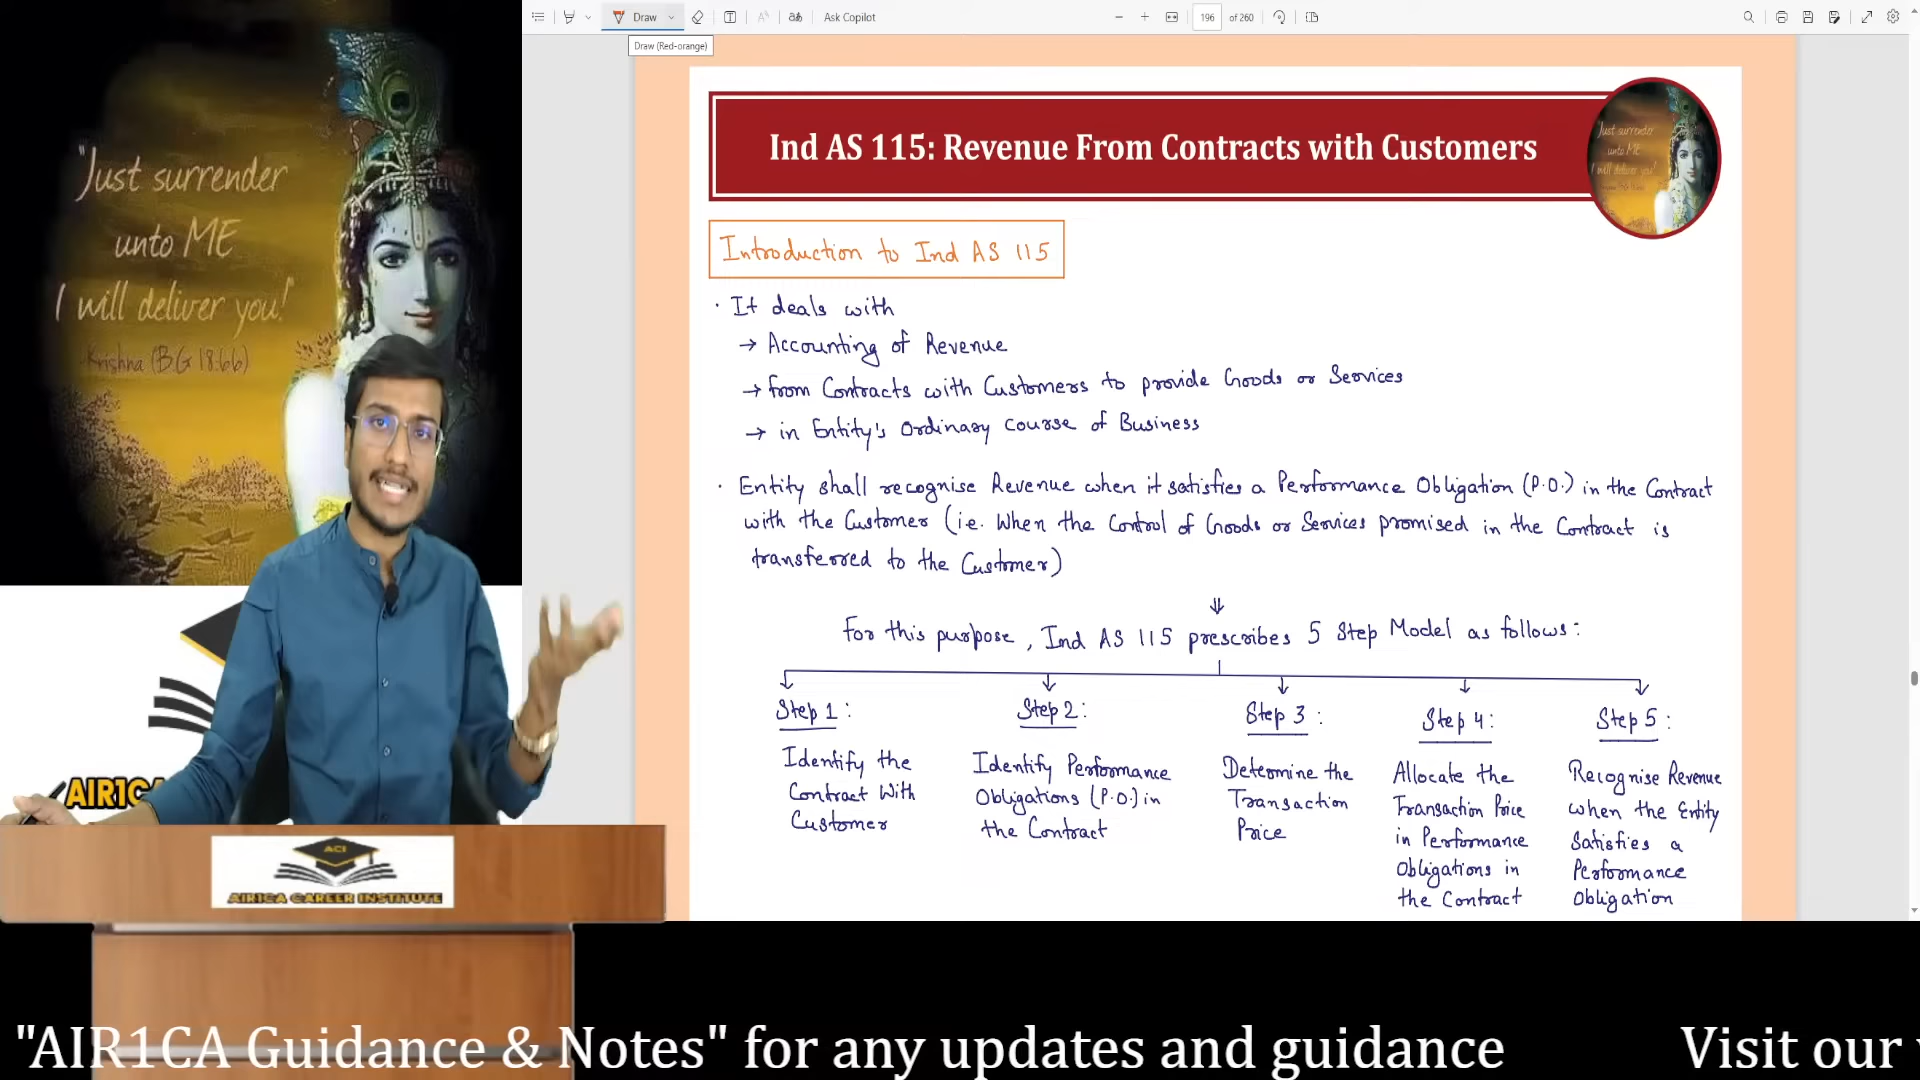 Draw
Ask Copilot
196 of 260
Draw (Red-orange)
"Just surrender
unto ME
I will deliver you!"
Krishna (B.G 18:66)
Ind AS 115: Revenue From Contracts with Customers
Just surrender
unto ME
I will deliver you!
Introduction to Ind AS 115
· It deals with
→ Accounting of Revenue
→ from Contracts with Customers to provide Goods or Services
→ in Entity's Ordinary Course of Business
· Entity shall recognise Revenue when it satisfies a Performance Obligation (P.O.) in the Contract
with the Customer (i.e. When the Control of Goods or Services promised in the Contract is
transferred to the Customer)
For this purpose, Ind AS 115 prescribes 5 Step Model as follows:
Step 1:
Identify the
Contract With
Customer
Step 2:
Identify Performance
Obligations (P.O.) in
the Contract
Step 3:
Determine the
Transaction
Price
Step 4:
Allocate the
Transaction Price
in Performance
Obligations in
the Contract
Step 5:
Recognise Revenue
when the Entity
Satisfies a
Performance
Obligation
AIR1CA
ACI
AIR1CA CAREER INSTITUTE
"AIR1CA Guidance & Notes" for any updates and guidance
Visit our